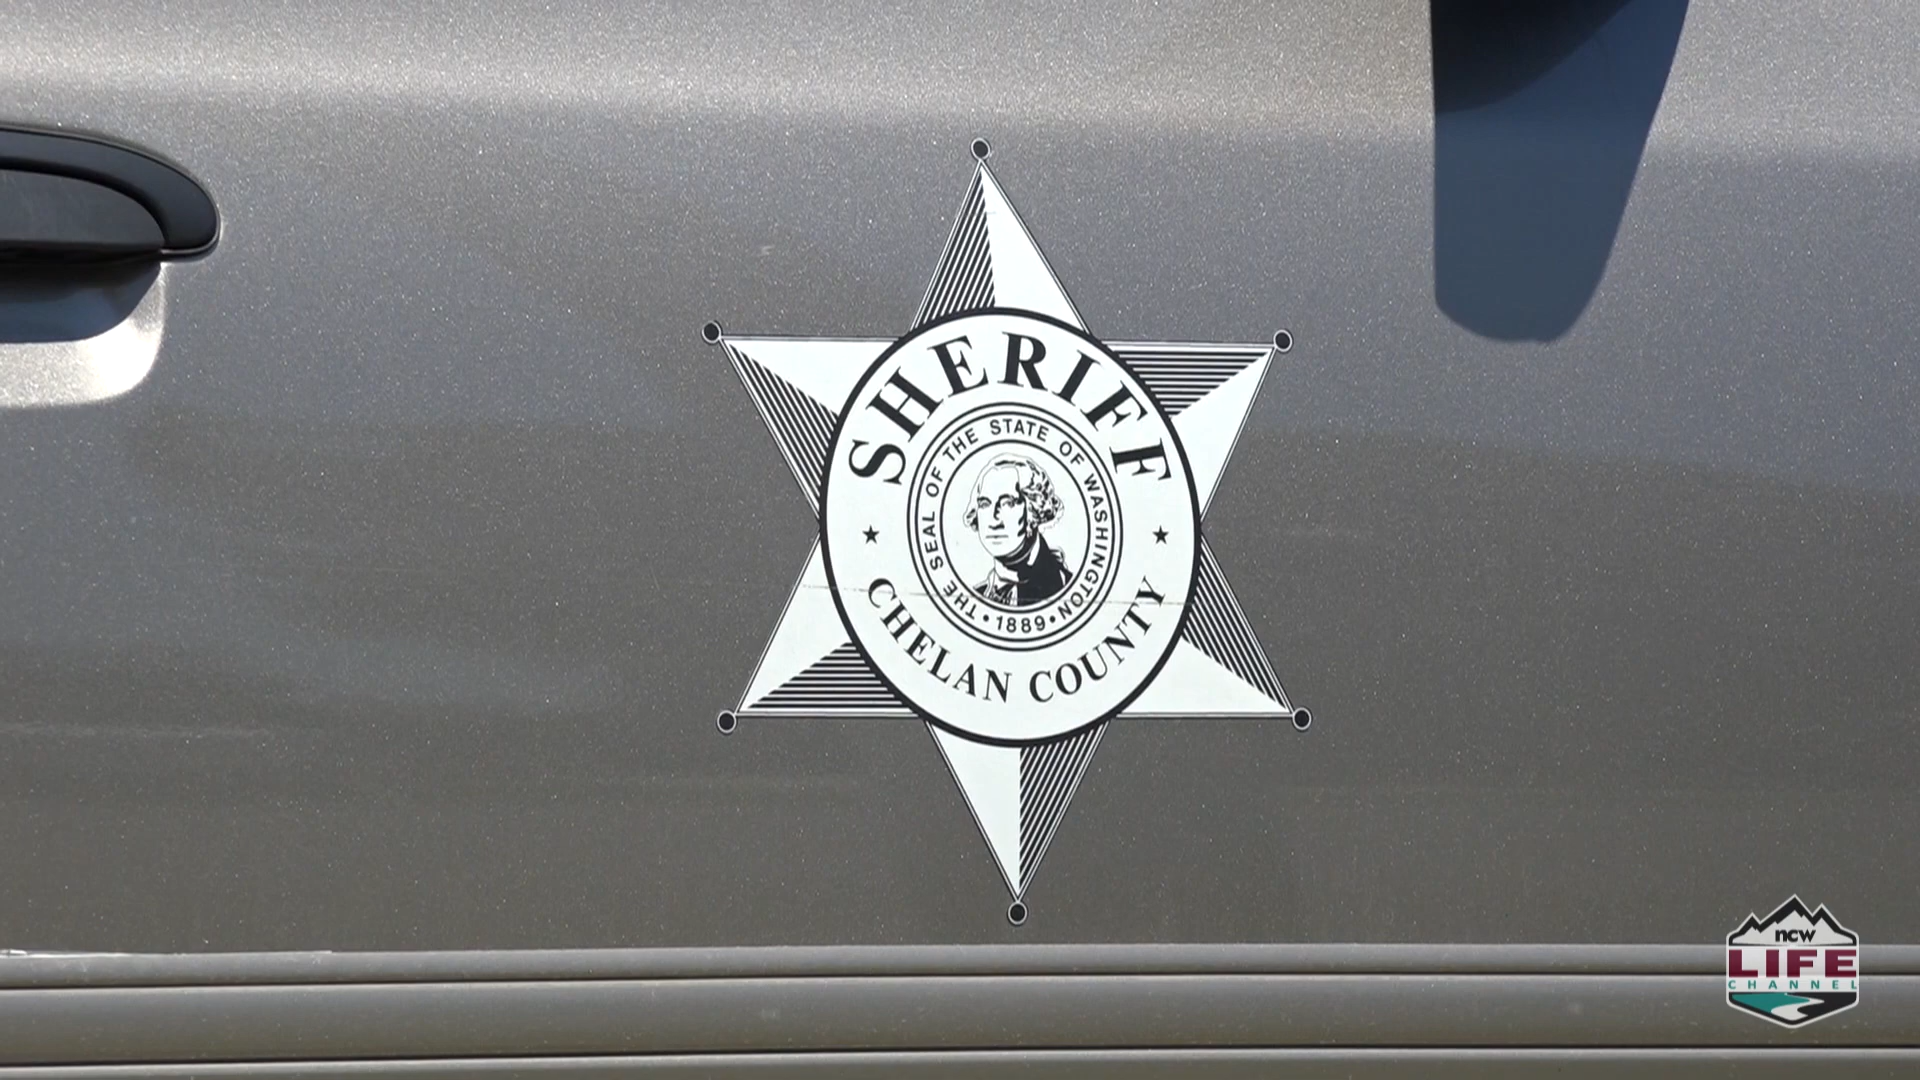 SHERIFF
THE SEAL OF THE STATE OF WASHINGTON
• 1889 •
CHELAN COUNTY
ncw
LIFE
CHANNEL